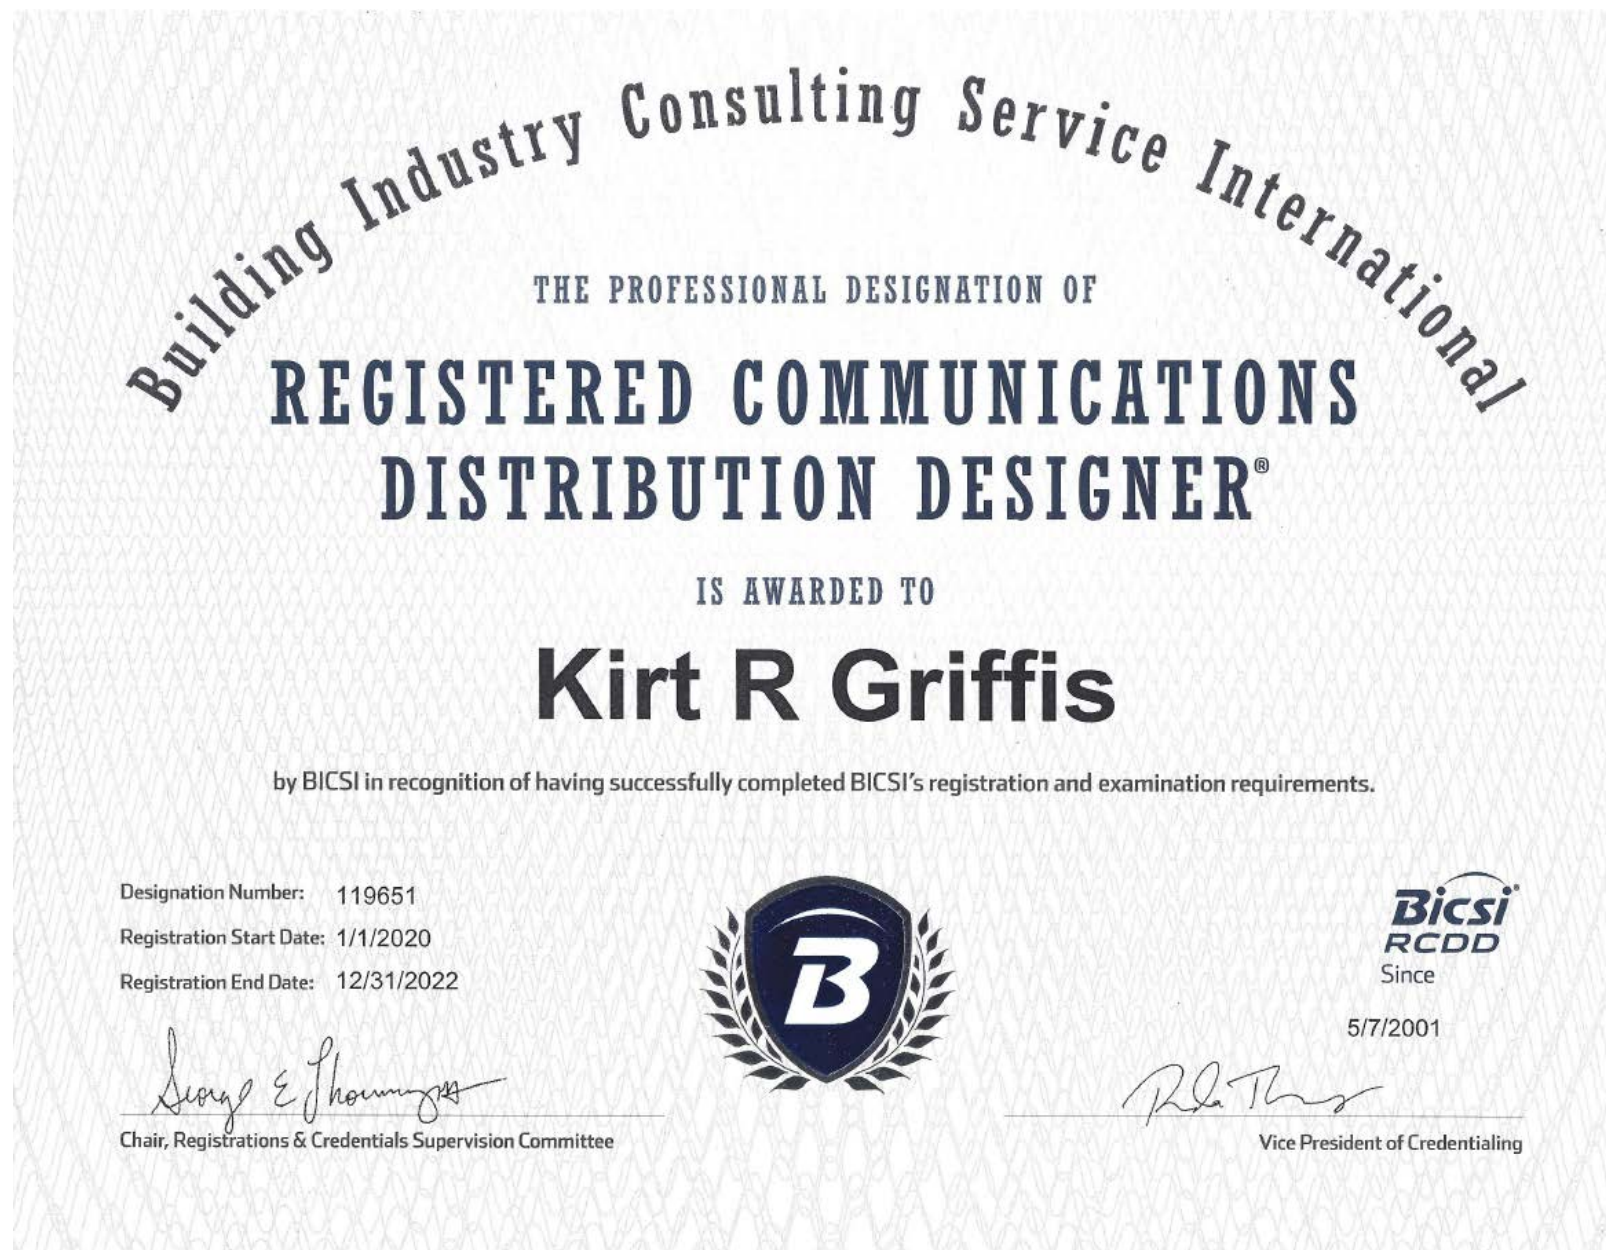 Building Industry Consulting Service International
THE PROFESSIONAL DESIGNATION OF
REGISTERED COMMUNICATIONS
DISTRIBUTION DESIGNER®
IS AWARDED TO
Kirt R Griffis
by BICSI in recognition of having successfully completed BICSI's registration and examination requirements.
Designation Number: 119651
Registration Start Date: 1/1/2020
Registration End Date: 12/31/2022
B
Bicsi®
RCDD
Since
5/7/2001
George E
Chair, Registrations & Credentials Supervision Committee
Vice President of Credentialing